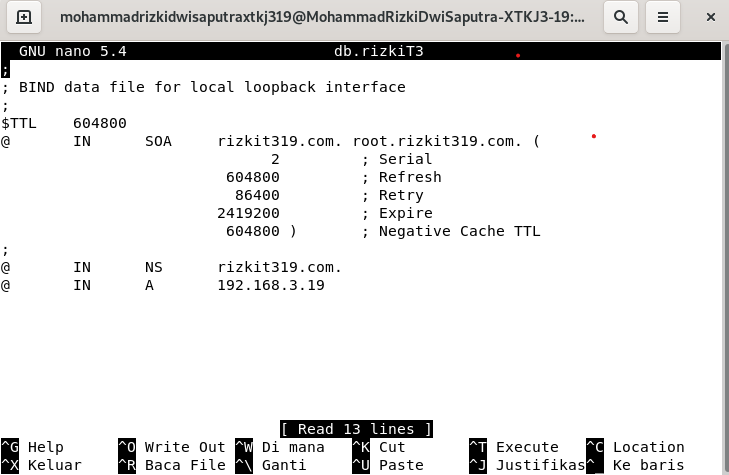 mohammadrizkidwisaputraxtkj319@MohammadRizkiDwiSaputra-XTKJ3-19:...
GNU nano 5.4 db.rizkiT3
;
; BIND data file for local loopback interface
;
$TTL 604800
@ IN SOA rizkit319.com. root.rizkit319.com. (
2 ; Serial
604800 ; Refresh
86400 ; Retry
2419200 ; Expire
604800 ) ; Negative Cache TTL
;
@ IN NS rizkit319.com.
@ IN A 192.168.3.19
[ Read 13 lines ]
^G Help ^O Write Out ^W Di mana ^K Cut ^T Execute ^C Location
^X Keluar ^R Baca File ^\ Ganti ^U Paste ^J Justifikas ^_ Ke baris